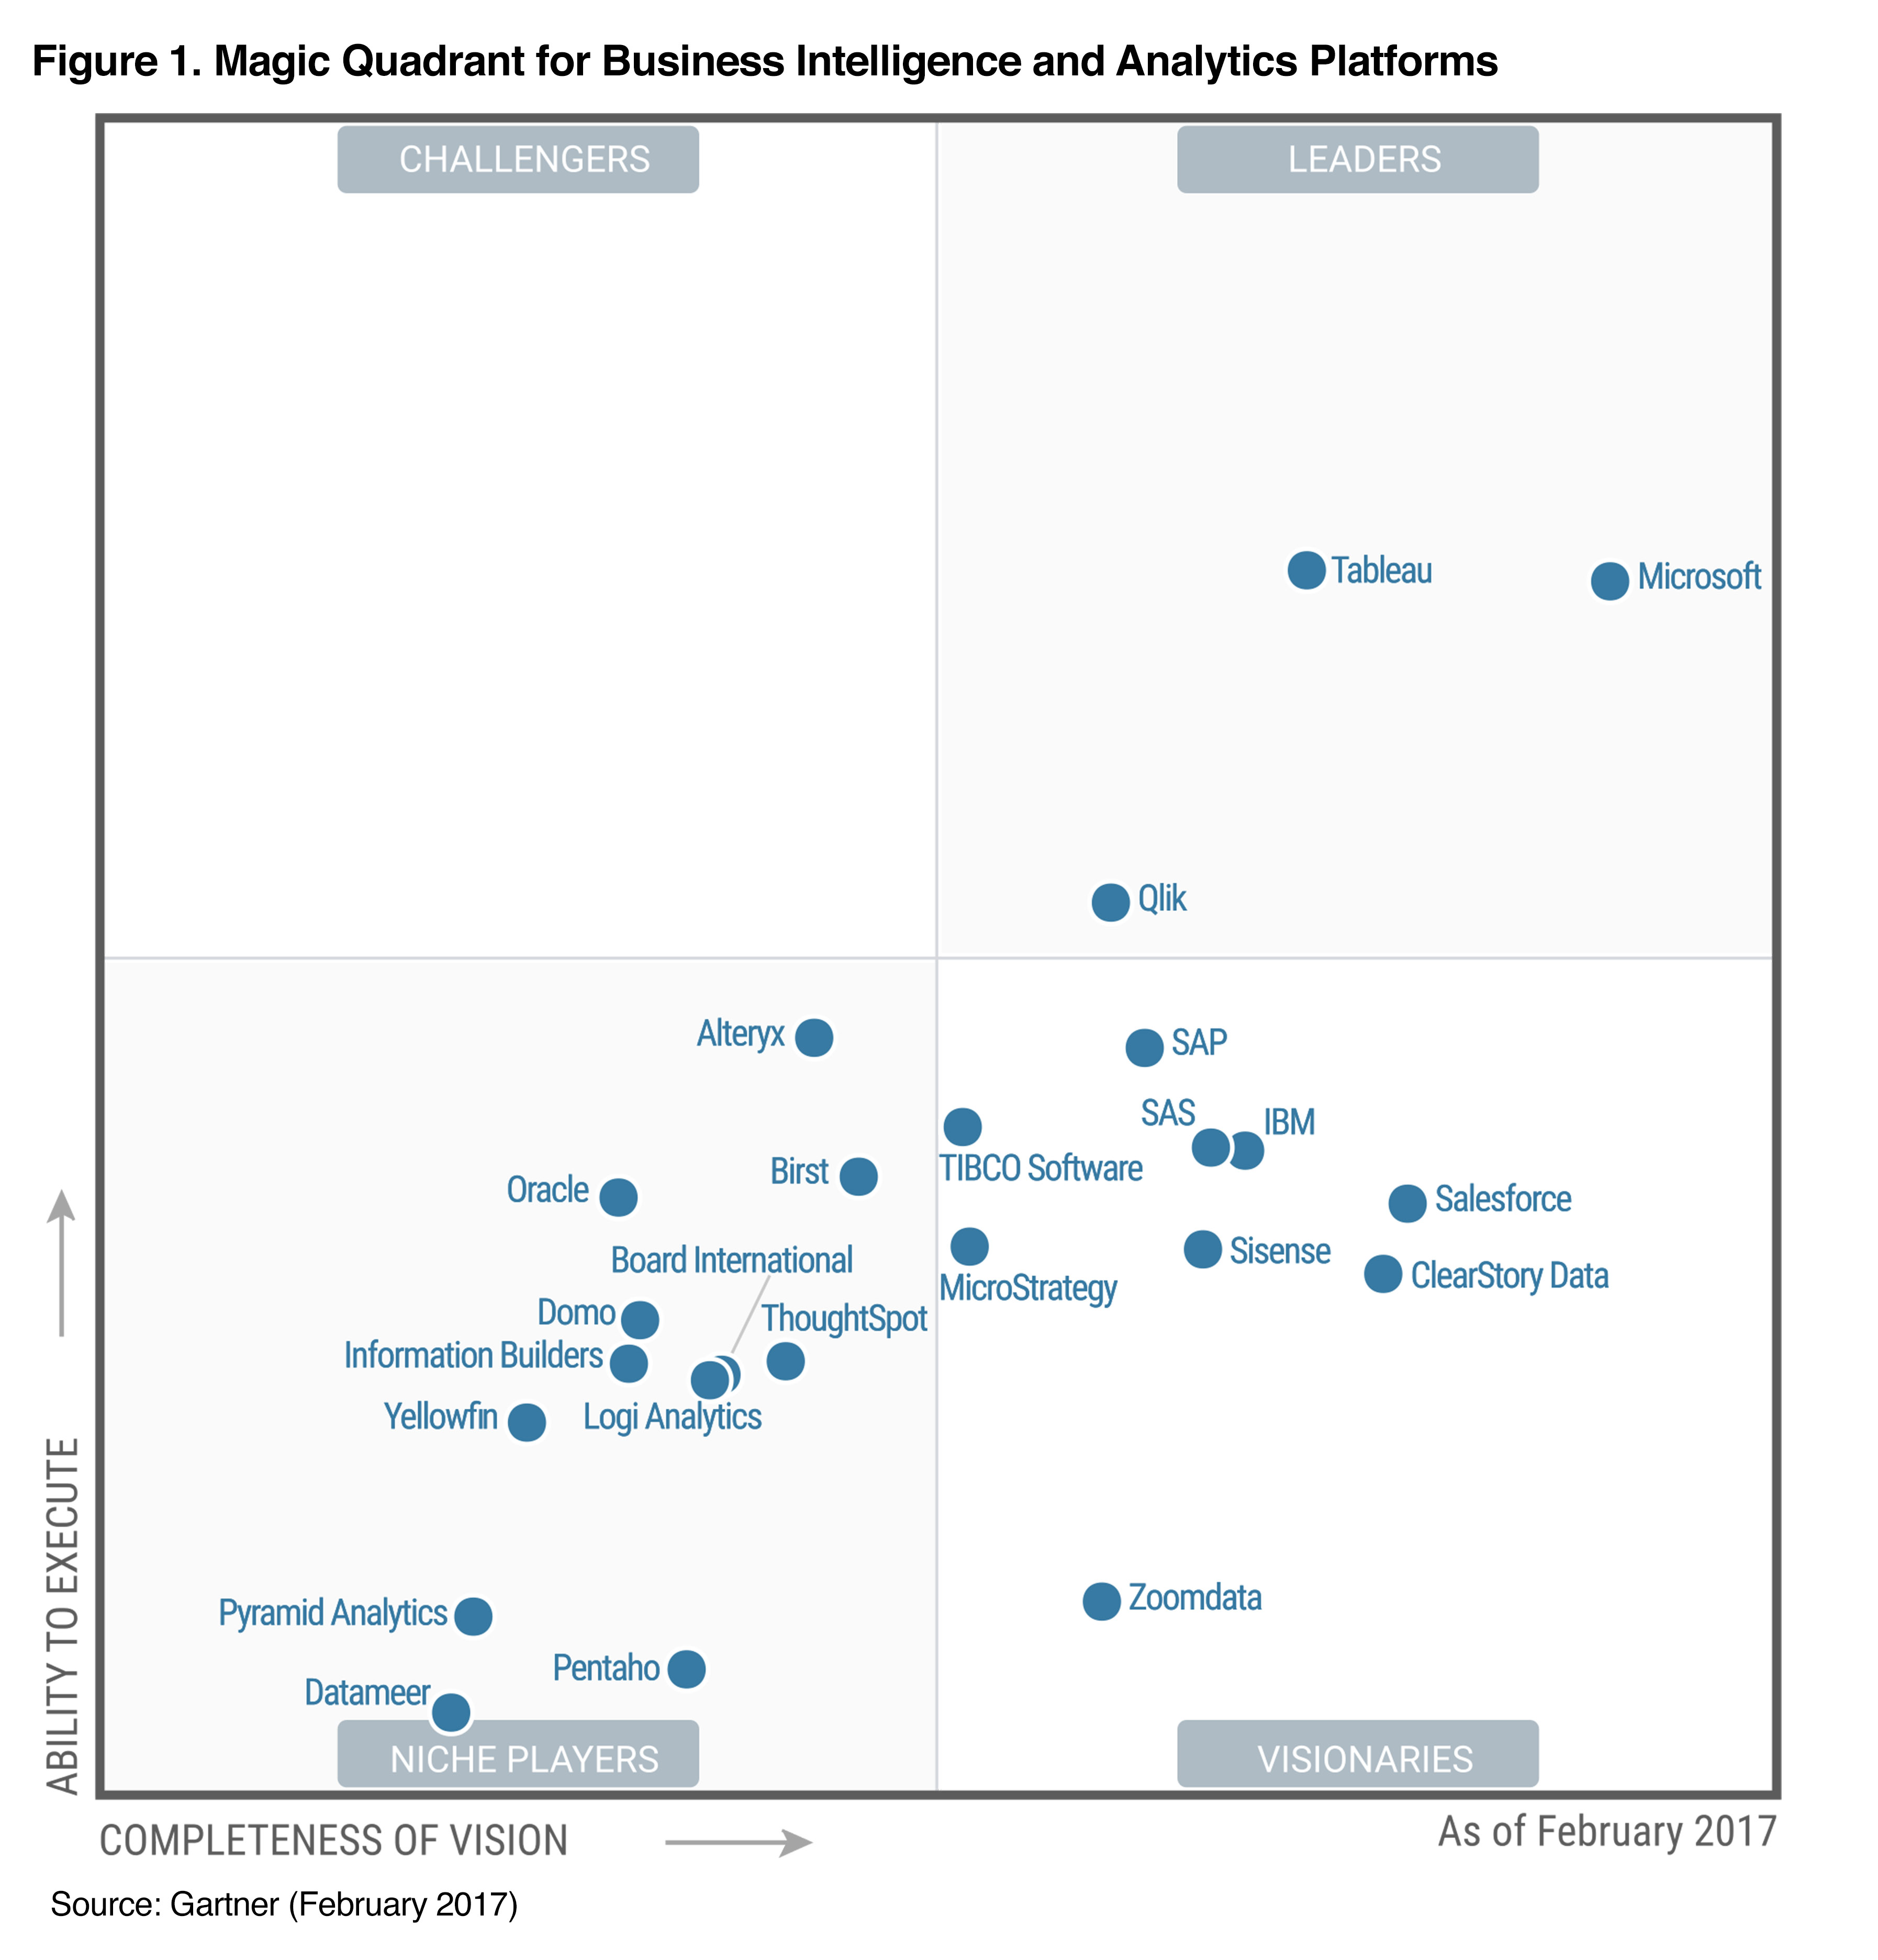 Figure 1. Magic Quadrant for Business Intelligence and Analytics Platforms
CHALLENGERS
LEADERS
Tableau
Microsoft
Qlik
Alteryx
SAP
SAS
IBM
TIBCO Software
Birst
Oracle
Salesforce
Sisense
Board International
ClearStory Data
MicroStrategy
Domo
ThoughtSpot
Information Builders
Yellowfin
Logi Analytics
Zoomdata
Pyramid Analytics
Pentaho
Datameer
NICHE PLAYERS
VISIONARIES
ABILITY TO EXECUTE
COMPLETENESS OF VISION
As of February 2017
Source: Gartner (February 2017)